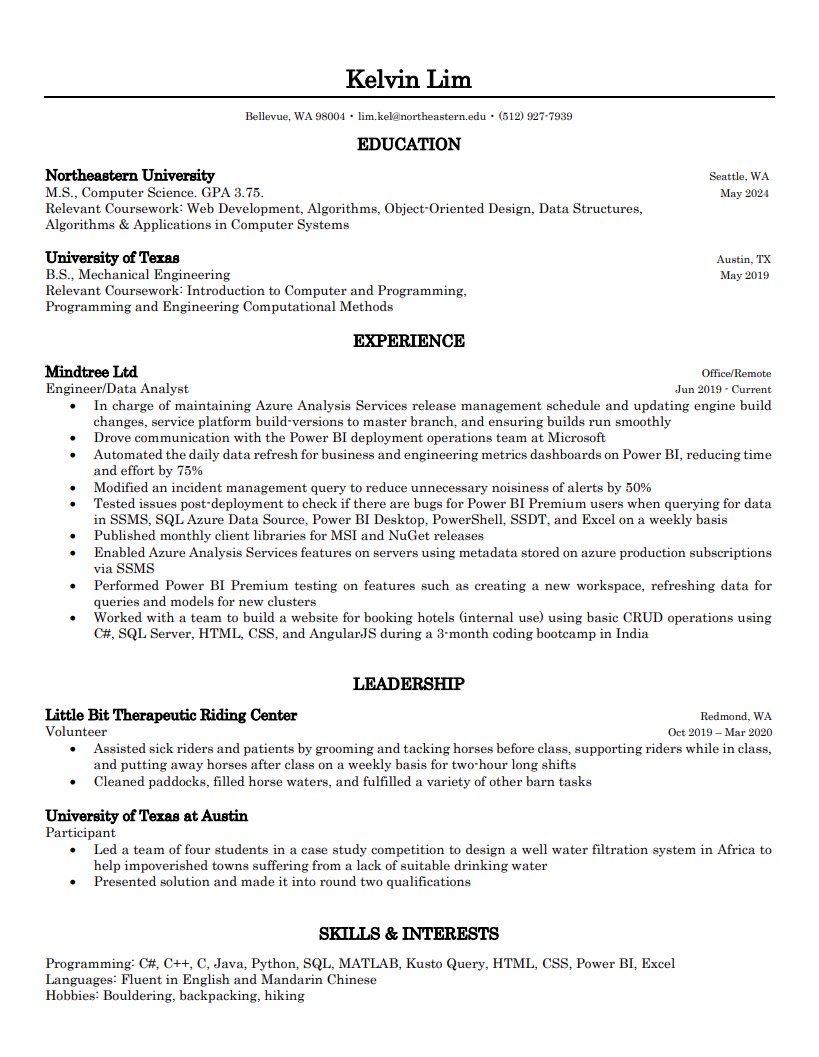 Kelvin Lim
Bellevue, WA 98004 • lim.kel@northeastern.edu • (512) 927-7939
EDUCATION
Northeastern University Seattle, WA
M.S., Computer Science. GPA 3.75. May 2024
Relevant Coursework: Web Development, Algorithms, Object-Oriented Design, Data Structures,
Algorithms & Applications in Computer Systems
University of Texas Austin, TX
B.S., Mechanical Engineering May 2019
Relevant Coursework: Introduction to Computer and Programming,
Programming and Engineering Computational Methods
EXPERIENCE
Mindtree Ltd Office/Remote
Engineer/Data Analyst Jun 2019 - Current
• In charge of maintaining Azure Analysis Services release management schedule and updating engine build
changes, service platform build-versions to master branch, and ensuring builds run smoothly
• Drove communication with the Power BI deployment operations team at Microsoft
• Automated the daily data refresh for business and engineering metrics dashboards on Power BI, reducing time
and effort by 75%
• Modified an incident management query to reduce unnecessary noisiness of alerts by 50%
• Tested issues post-deployment to check if there are bugs for Power BI Premium users when querying for data
in SSMS, SQL Azure Data Source, Power BI Desktop, PowerShell, SSDT, and Excel on a weekly basis
• Published monthly client libraries for MSI and NuGet releases
• Enabled Azure Analysis Services features on servers using metadata stored on azure production subscriptions
via SSMS
• Performed Power BI Premium testing on features such as creating a new workspace, refreshing data for
queries and models for new clusters
• Worked with a team to build a website for booking hotels (internal use) using basic CRUD operations using
C#, SQL Server, HTML, CSS, and AngularJS during a 3-month coding bootcamp in India
LEADERSHIP
Little Bit Therapeutic Riding Center Redmond, WA
Volunteer Oct 2019 – Mar 2020
• Assisted sick riders and patients by grooming and tacking horses before class, supporting riders while in class,
and putting away horses after class on a weekly basis for two-hour long shifts
• Cleaned paddocks, filled horse waters, and fulfilled a variety of other barn tasks
University of Texas at Austin
Participant
• Led a team of four students in a case study competition to design a well water filtration system in Africa to
help impoverished towns suffering from a lack of suitable drinking water
• Presented solution and made it into round two qualifications
SKILLS & INTERESTS
Programming: C#, C++, C, Java, Python, SQL, MATLAB, Kusto Query, HTML, CSS, Power BI, Excel
Languages: Fluent in English and Mandarin Chinese
Hobbies: Bouldering, backpacking, hiking